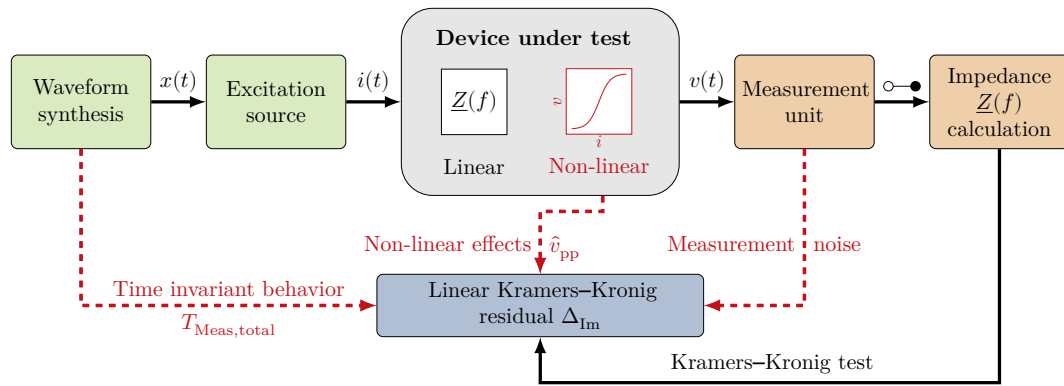 Device under test
Waveform
synthesis
x(t)
Excitation
source
i(t)
Z(f)
v
i
Linear
Non-linear
v(t)
Measurement
unit
Impedance
Z(f)
calculation
Non-linear effects v̂pp
Measurement noise
Time invariant behavior
TMeas,total
Linear Kramers–Kronig
residual ΔIm
Kramers–Kronig test